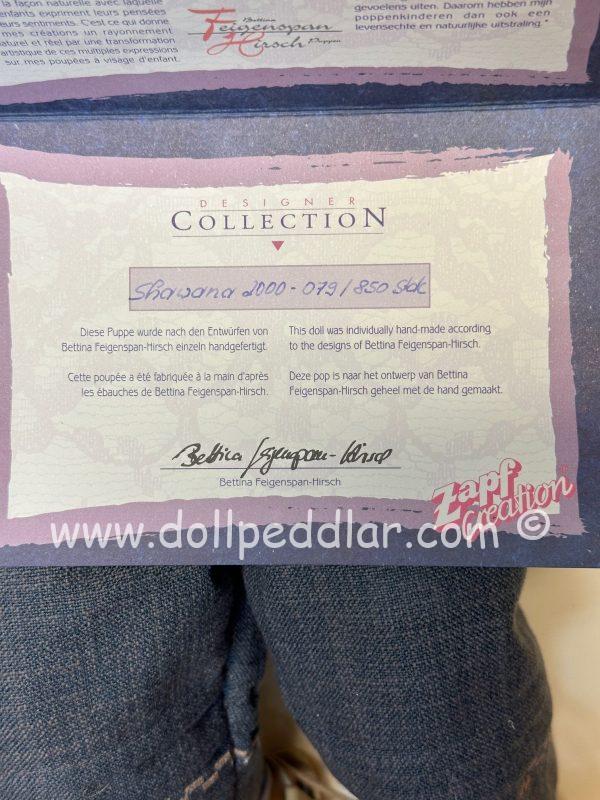 la façon naturelle avec laquelle
enfants expriment leurs pensées
leurs sentiments. C'est ce qui donne
mes créations un rayonnement
naturel et réel par une transformation
artistique de ces multiples expressions
sur mes poupées à visage d'enfant.
Bettina
Feigenspan
Hirsch Puppen
gevoelens uiten. Daarom hebben mijn
poppenkinderen dan ook een
levensechte en natuurlijke uitstraling."
DESIGNER
COLLECTION
Shawana 2000 - 079 / 850 Stck
Diese Puppe wurde nach den Entwürfen von
Bettina Feigenspan-Hirsch einzeln handgefertigt.
This doll was individually hand-made according
to the designs of Bettina Feigenspan-Hirsch.
Cette poupée a été fabriquée à la main d'après
les ébauches de Bettina Feigenspan-Hirsch.
Deze pop is naar het ontwerp van Bettina
Feigenspan-Hirsch geheel met de hand gemaakt.
Bettina Feigenspan-Hirsch
Bettina Feigenspan-Hirsch
Zapf
Creation®
www.dollpeddlar.com ©